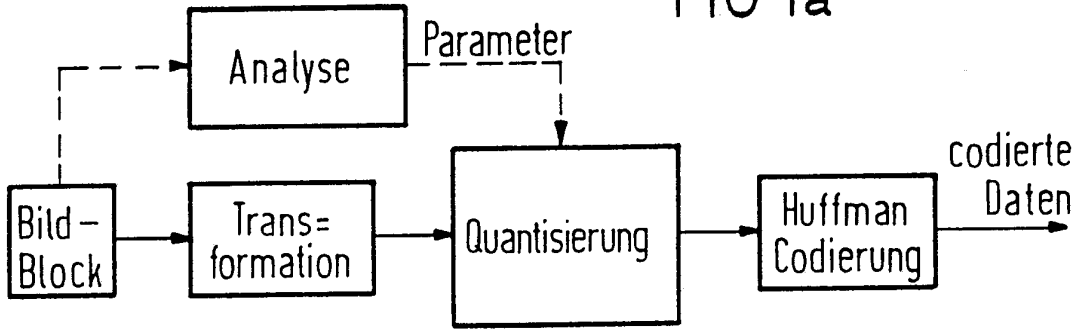 FIG 1a
Analyse
Parameter
Bild-
Block
Trans=
formation
Quantisierung
Huffman
Codierung
codierte
Daten